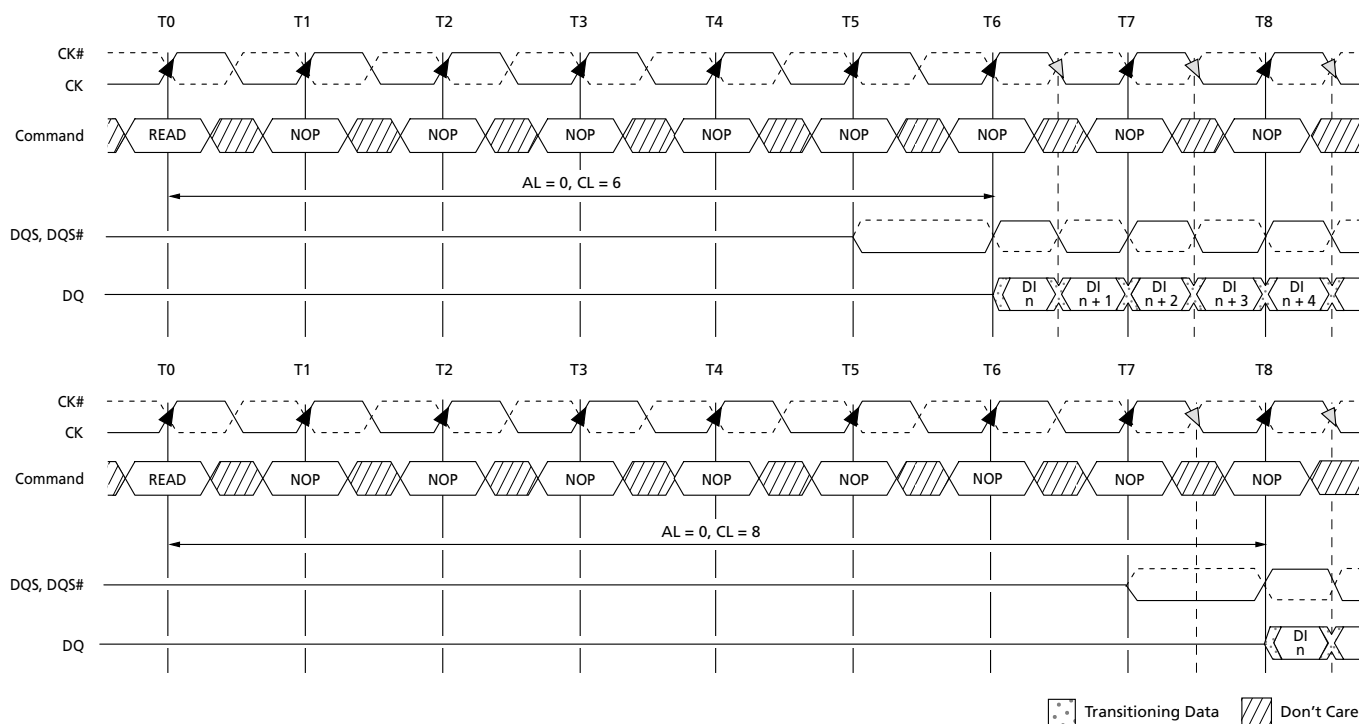 T0 T1 T2 T3 T4 T5 T6 T7 T8
CK#
CK
Command READ NOP NOP NOP NOP NOP NOP NOP NOP
AL = 0, CL = 6
DQS, DQS#
DQ DI n DI n + 1 DI n + 2 DI n + 3 DI n + 4
T0 T1 T2 T3 T4 T5 T6 T7 T8
CK#
CK
Command READ NOP NOP NOP NOP NOP NOP NOP NOP
AL = 0, CL = 8
DQS, DQS#
DQ DI n
Transitioning Data Don't Care